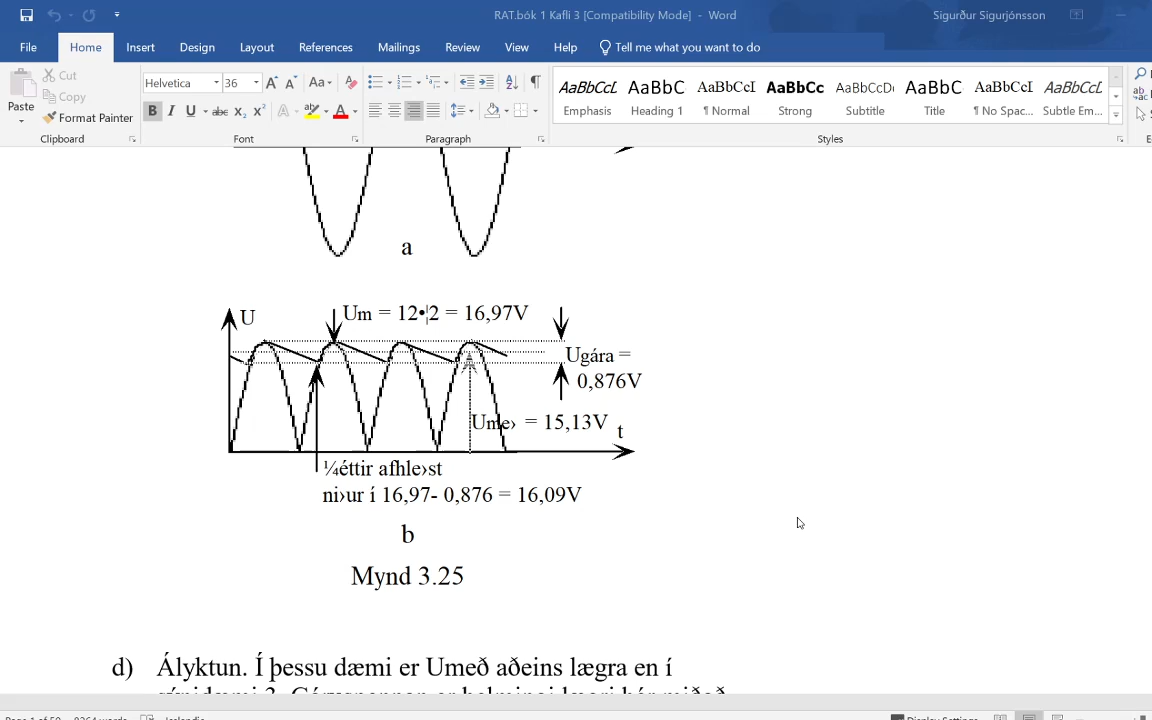 RAT.bók 1 Kafli 3 [Compatibility Mode] - Word
Sigurður Sigurjónsson
File Home Insert Design Layout References Mailings Review View Help Tell me what you want to do
Cut
Copy
Format Painter
Paste
Clipboard
Helvetica 36
Font
Paragraph
AaBbCcL AaBbC AaBbCcI AaBbCc AaBbCcD AaBbC AaBbCcI AaBbCcL
Emphasis Heading 1 ¶ Normal Strong Subtitle Title ¶ No Spac... Subtle Em...
Styles
a
U
Um = 12•¦2 = 16,97V
Ugára =
0,876V
Ume› = 15,13V
t
¼éttir afhle›st
ni›ur í 16,97- 0,876 = 16,09V
b
Mynd 3.25
d) Ályktun. Í þessu dæmi er Umeð aðeins lægra en í